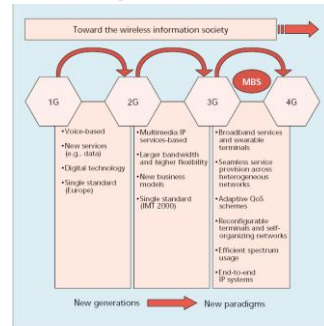 Toward the wireless information society
MBS
1G
2G
3G
4G
•Voice-based
•New services
(e.g., data)
•Digital technology
•Single standard
(Europe)
•Multimedia IP
services-based
•Larger bandwidth
and higher flexibility
•New business
models
•Single standard
(IMT 2000)
•Broadband services
and wearable
terminals
•Seamless service
provision across
heterogeneous
networks
•Adaptive QoS
schemes
•Reconfigurable
terminals and self-
organizing networks
•Efficient spectrum
usage
•End-to-end
IP systems
New generations
New paradigms